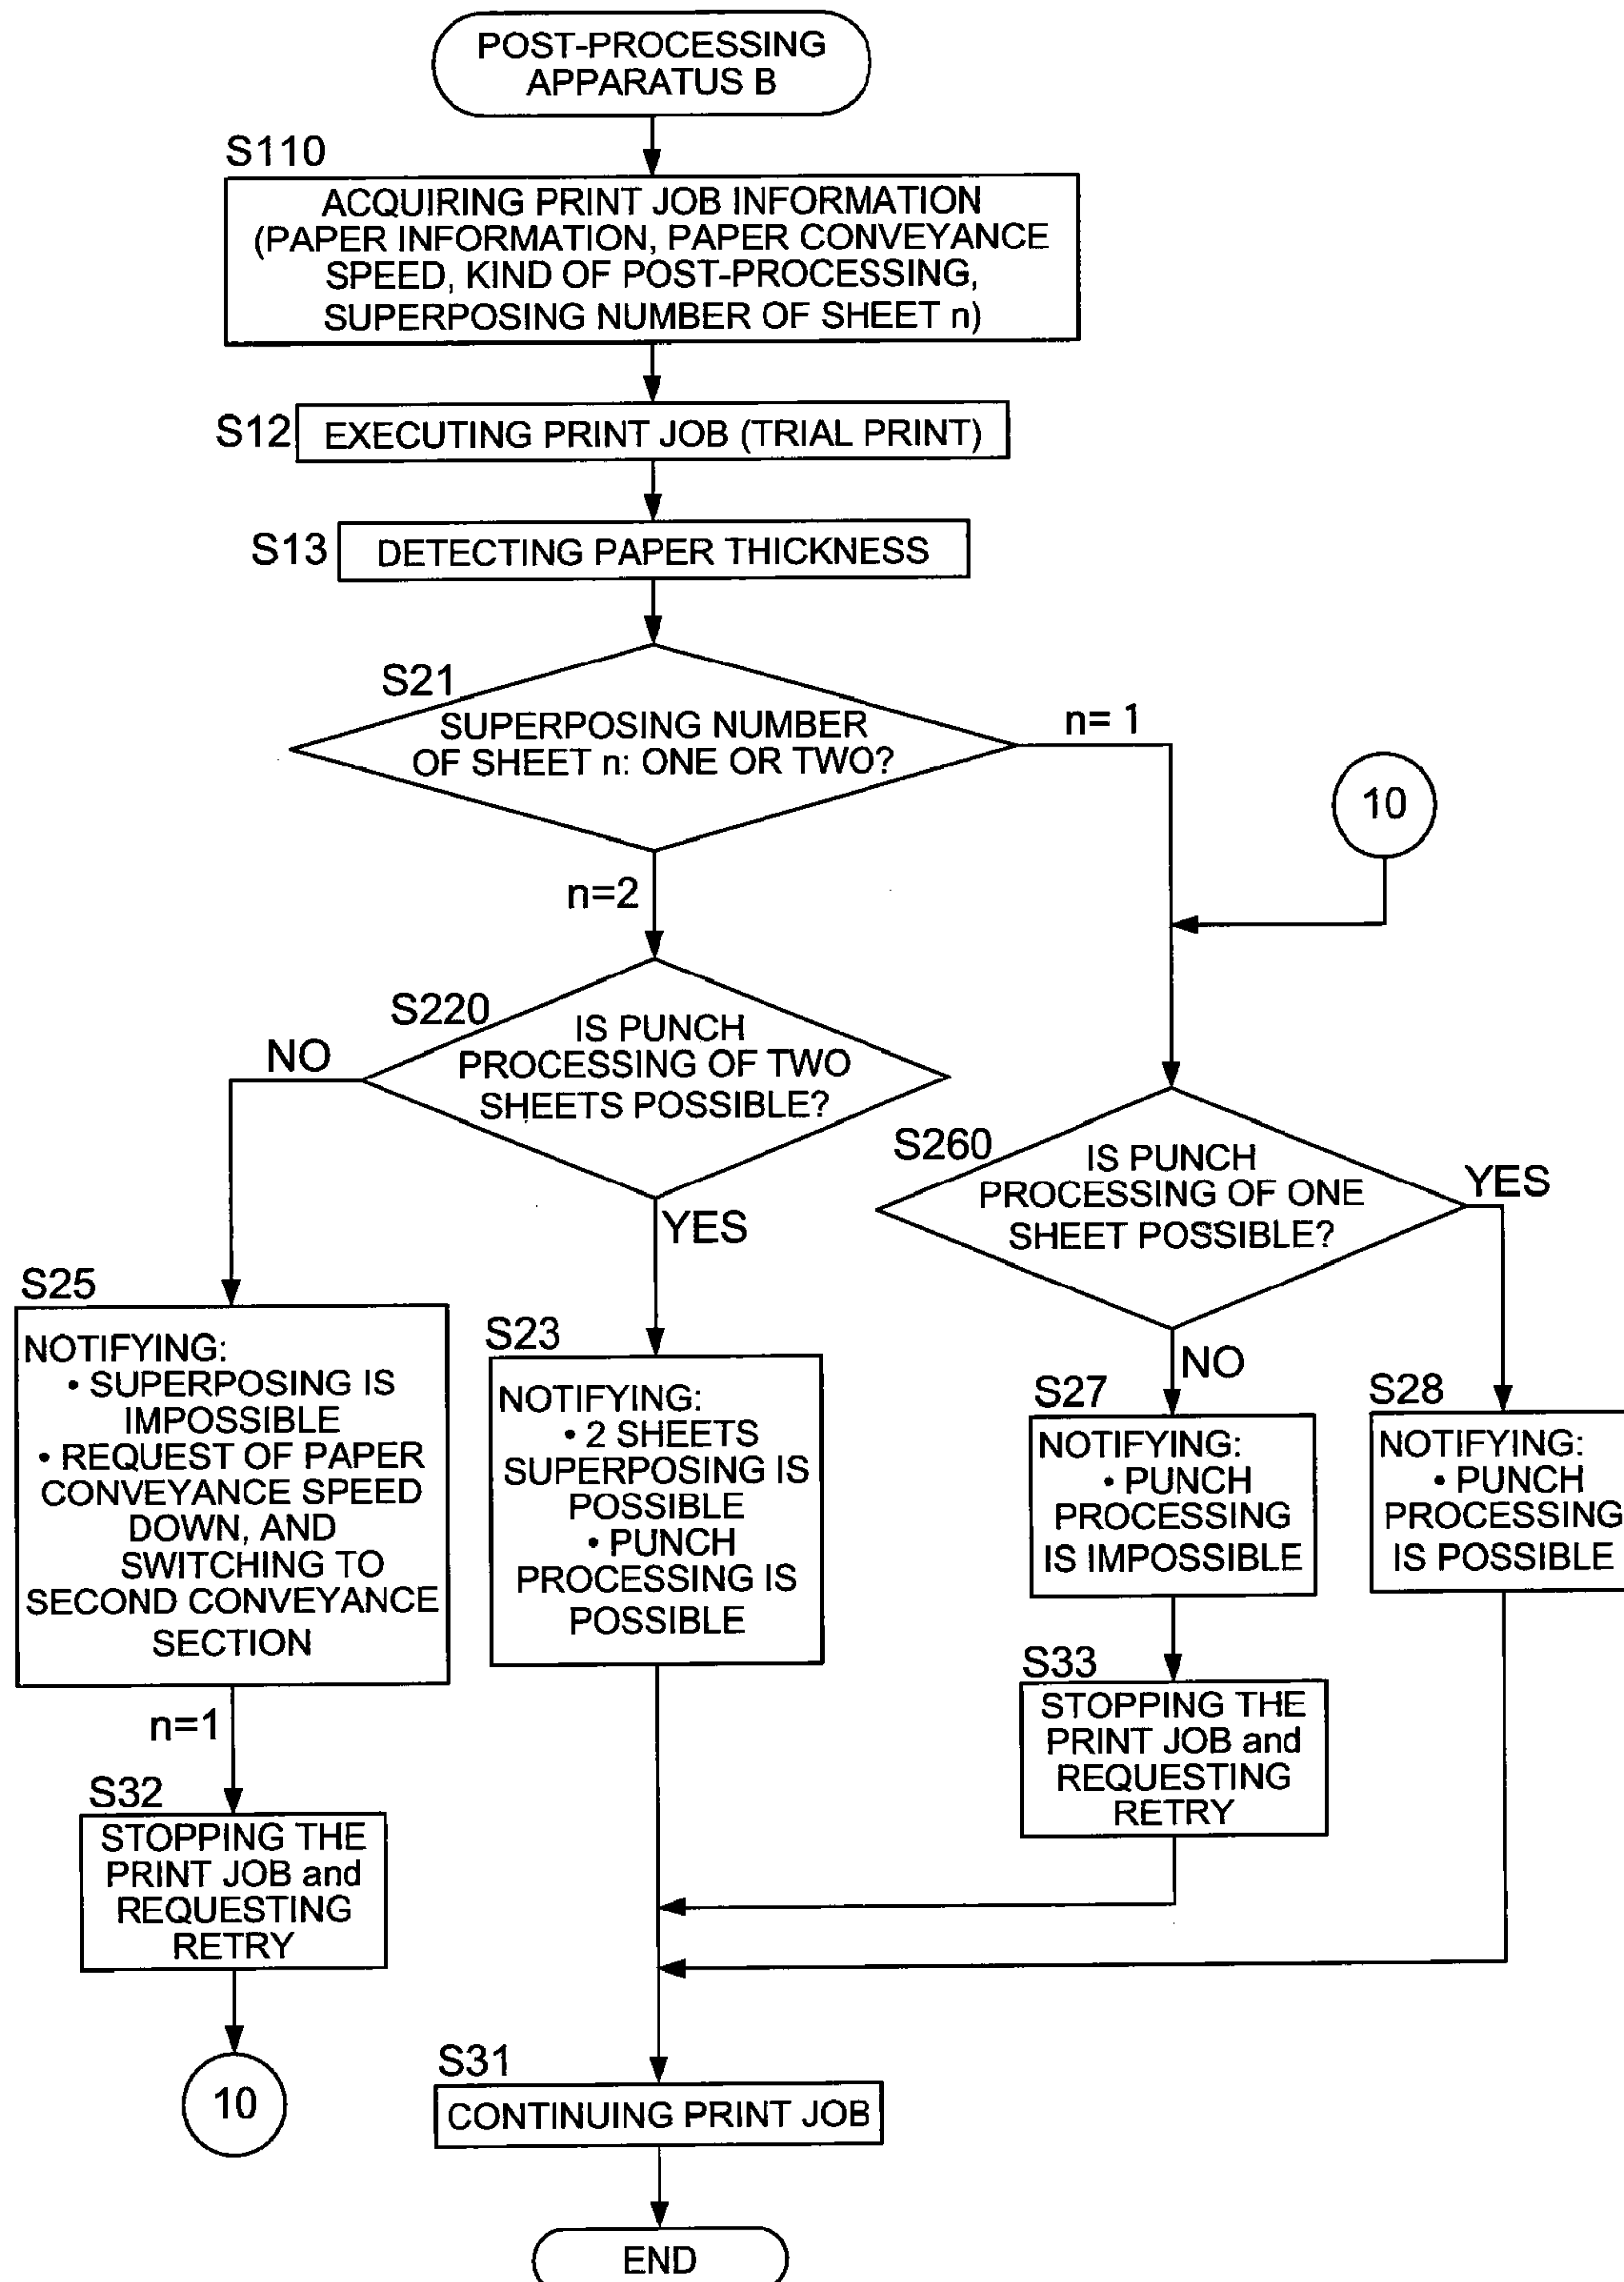 POST-PROCESSING
APPARATUS B
S110
ACQUIRING PRINT JOB INFORMATION
(PAPER INFORMATION, PAPER CONVEYANCE
SPEED, KIND OF POST-PROCESSING,
SUPERPOSING NUMBER OF SHEET n)
S12
EXECUTING PRINT JOB (TRIAL PRINT)
S13
DETECTING PAPER THICKNESS
S21
SUPERPOSING NUMBER
OF SHEET n: ONE OR TWO?
n= 1
10
n=2
S220
IS PUNCH
PROCESSING OF TWO
SHEETS POSSIBLE?
NO
YES
S260
IS PUNCH
PROCESSING OF ONE
SHEET POSSIBLE?
YES
NO
S25
NOTIFYING:
• SUPERPOSING IS
IMPOSSIBLE
• REQUEST OF PAPER
CONVEYANCE SPEED
DOWN, AND
SWITCHING TO
SECOND CONVEYANCE
SECTION
S23
NOTIFYING:
• 2 SHEETS
SUPERPOSING IS
POSSIBLE
• PUNCH
PROCESSING IS
POSSIBLE
S27
NOTIFYING:
• PUNCH
PROCESSING
IS IMPOSSIBLE
S28
NOTIFYING:
• PUNCH
PROCESSING
IS POSSIBLE
n=1
S32
STOPPING THE
PRINT JOB and
REQUESTING
RETRY
S33
STOPPING THE
PRINT JOB and
REQUESTING
RETRY
10
S31
CONTINUING PRINT JOB
END